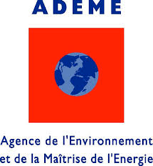 ADEME
Agence de l'Environnement
et de la Maîtrise de l'Energie